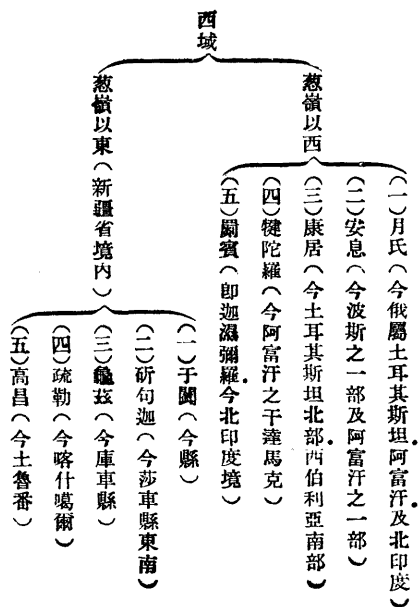 西域
葱嶺以西
(一)月氏(今俄屬土耳其斯坦.阿富汗及北印度.)
(二)安息(今波斯之一部及阿富汗之一部)
(三)康居(今土耳其斯坦北部.西伯利亞南部)
(四)犍陀羅(今阿富汗之干達馬克)
(五)罽賓(即迦濕彌羅.今北印度境)
葱嶺以東(新疆省境內)
(一)于闐(今縣)
(二)斫句迦(今莎車縣東南)
(三)龜玆(今庫車縣)
(四)疏勒(今喀什噶爾)
(五)高昌(今土魯番)